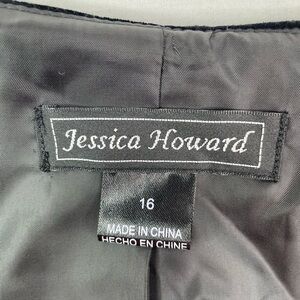 Jessica Howard
16
MADE IN CHINA
HECHO EN CHINE